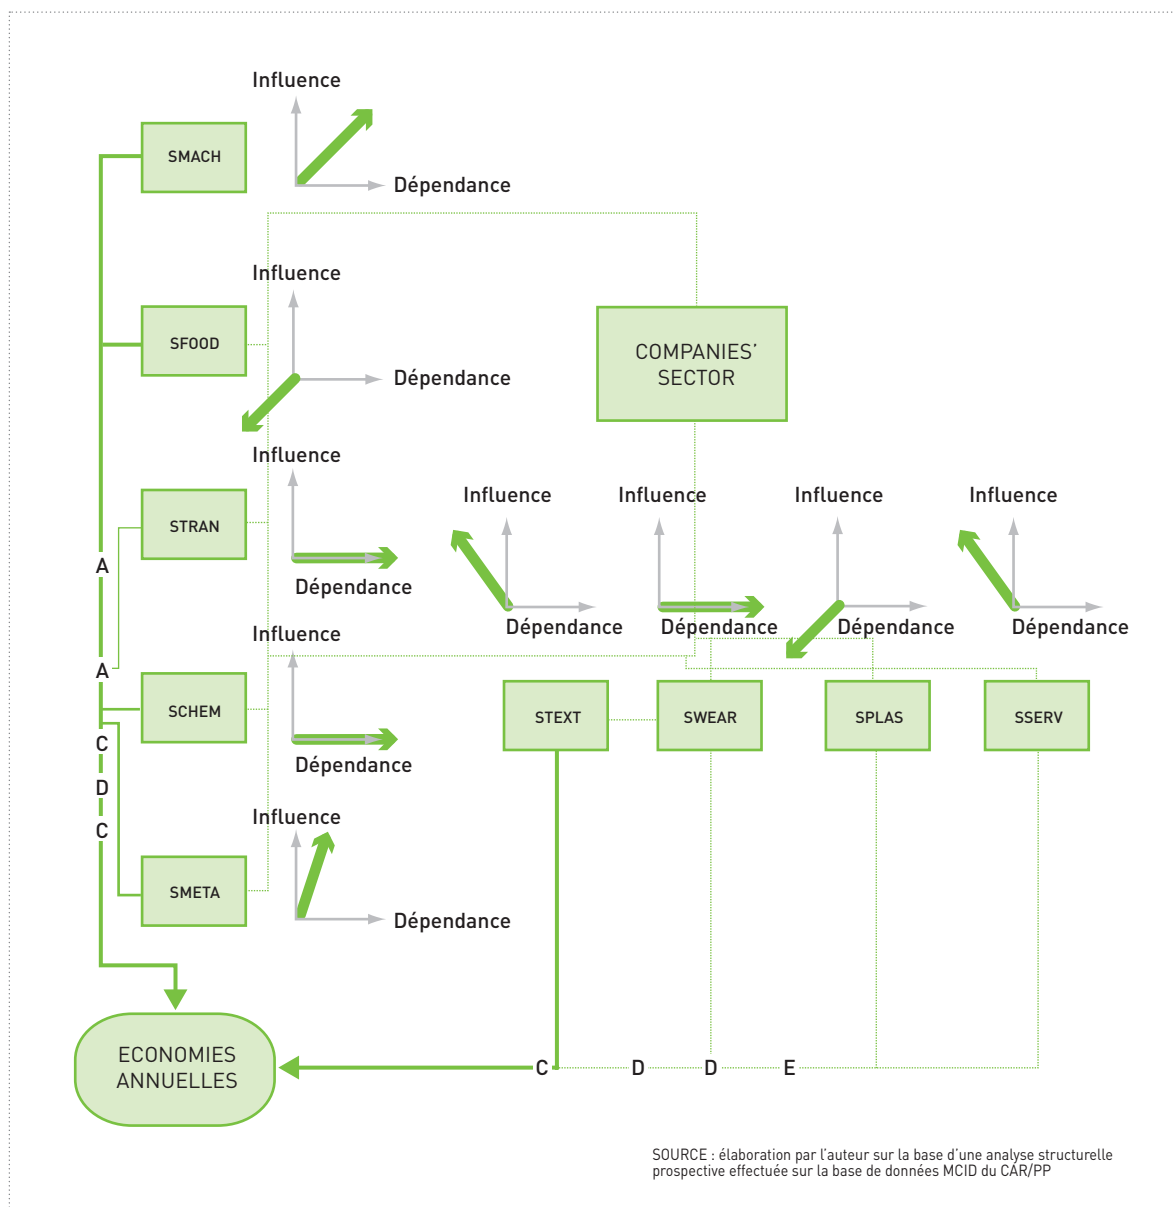 Influence
SMACH
Dépendance
Influence
SFOOD
Dépendance
COMPANIES’
SECTOR
Influence
STRAN
Dépendance
Influence
Dépendance
Influence
Dépendance
Influence
Dépendance
Influence
Dépendance
A
A
Influence
SCHEM
Dépendance
STEXT
SWEAR
SPLAS
SSERV
C
D
C
Influence
SMETA
Dépendance
ECONOMIES
ANNUELLES
C
D
D
E
SOURCE : élaboration par l’auteur sur la base d’une analyse structurelle
prospective effectuée sur la base de données MCID du CAR/PP